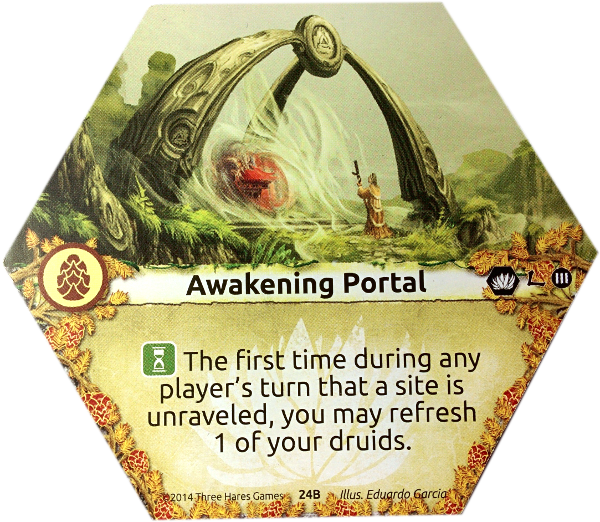 Awakening Portal
III
The first time during any
player's turn that a site is
unraveled, you may refresh
1 of your druids.
©2014 Three Hares Games 24B Illus. Eduardo Garcia